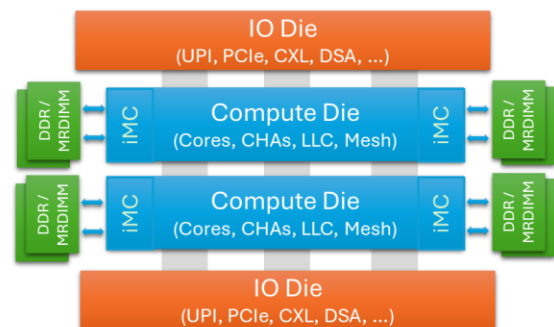 IO Die
(UPI, PCIe, CXL, DSA, ...)
DDR/
MRDIMM
iMC
Compute Die
(Cores, CHAs, LLC, Mesh)
iMC
DDR/
MRDIMM
DDR/
MRDIMM
iMC
Compute Die
(Cores, CHAs, LLC, Mesh)
iMC
DDR/
MRDIMM
IO Die
(UPI, PCIe, CXL, DSA, ...)